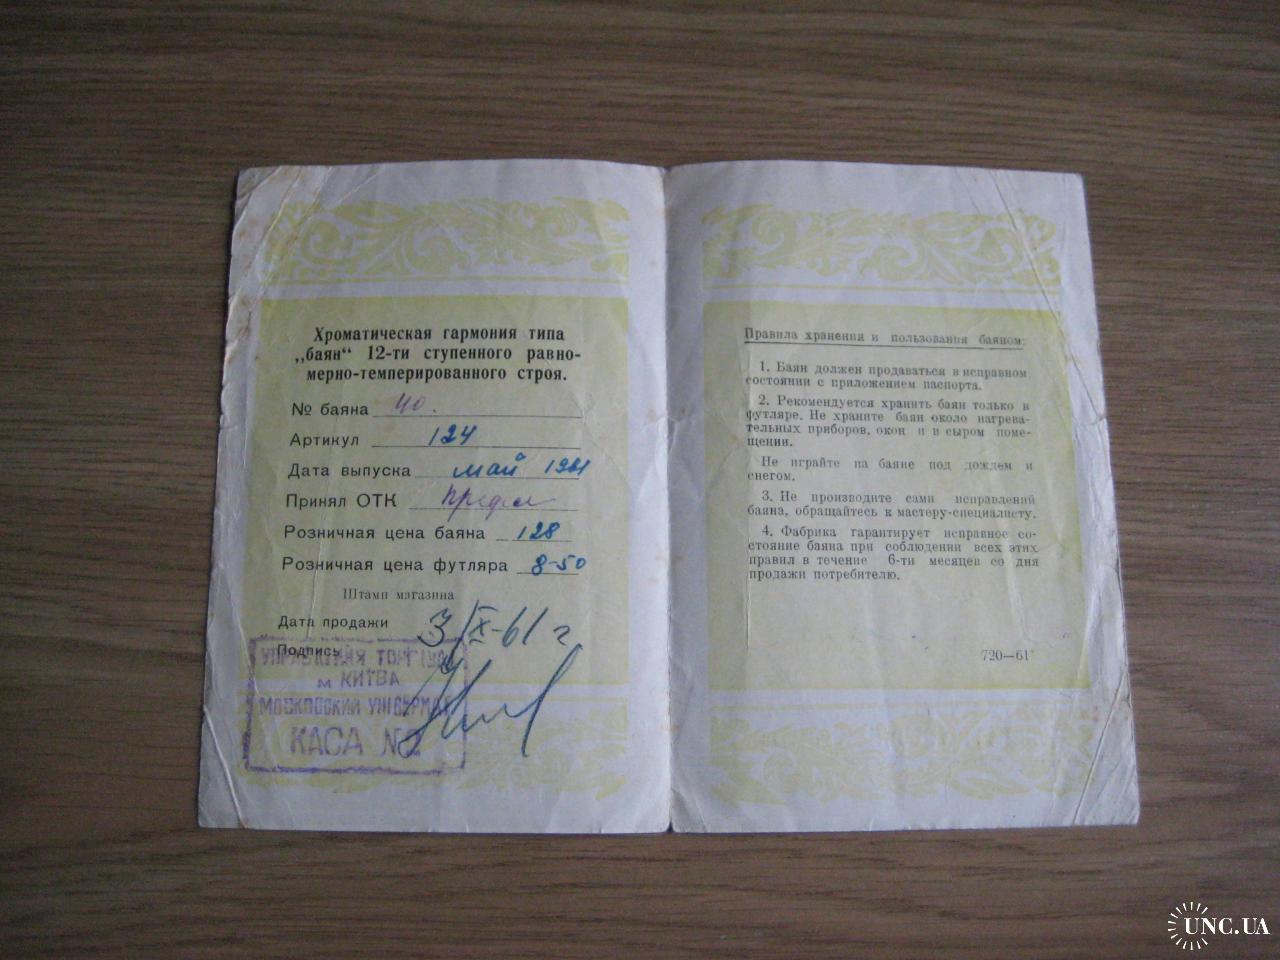 Хроматическая гармония типа
„баян“ 12-ти ступенного равно-
мерно-темперированного строя.
№ баяна 40.
Артикул 124
Дата выпуска май 1961
Принял ОТК
Розничная цена баяна 128
Розничная цена футляра 8-50
Штамп магазина
Дата продажи 3/X-61 г
Подпись
м КИЇВА
МОСКОВСКИЙ УНІВЕРМАГ
КАСА №
Правила хранения и пользования баяном:
1. Баян должен продаваться в исправном
состоянии с приложением паспорта.
2. Рекомендуется хранить баян только в
футляре. Не храните баян около нагрева-
тельных приборов, окон и в сыром поме-
щении.
Не играйте на баяне под дождем и
снегом.
3. Не производите сами исправлений
баяна, обращайтесь к мастеру-специалисту.
4. Фабрика гарантирует исправное со-
стояние баяна при соблюдении всех этих
правил в течение 6-ти месяцев со дня
продажи потребителю.
720—61
UNC.UA